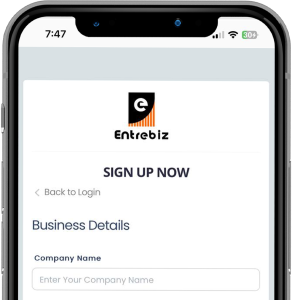 7:47
30+
e
Entrebiz
SIGN UP NOW
< Back to Login
Business Details
Company Name
Enter Your Company Name